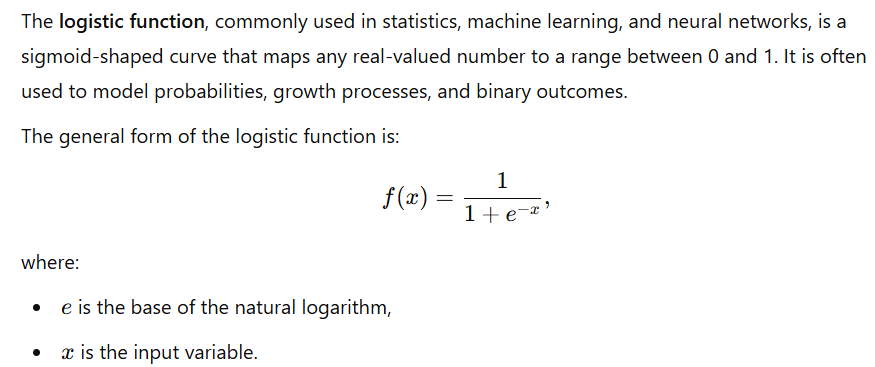 The logistic function, commonly used in statistics, machine learning, and neural networks, is a
sigmoid-shaped curve that maps any real-valued number to a range between 0 and 1. It is often
used to model probabilities, growth processes, and binary outcomes.
The general form of the logistic function is:
f(x) = 1 / (1 + e^{-x}),
where:
• e is the base of the natural logarithm,
• x is the input variable.